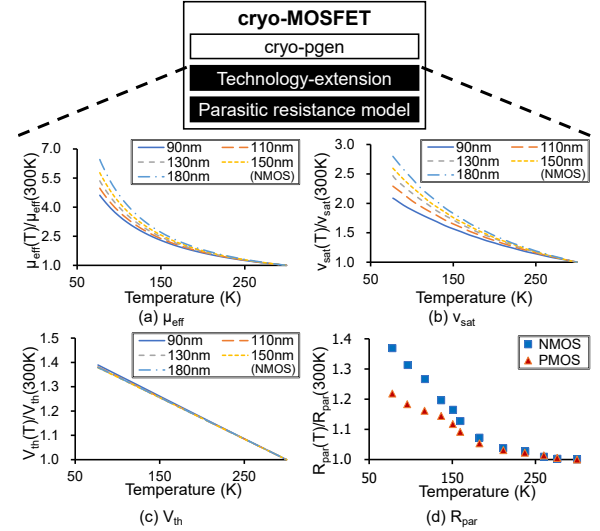 cryo-MOSFET
cryo-pgen
Technology-extension
Parasitic resistance model
90nm 110nm
130nm 150nm
180nm (NMOS)
μeff(T)/μeff(300K)
7.0
5.5
4.0
2.5
1.0
50 150 250
Temperature (K)
(a) μeff
90nm 110nm
130nm 150nm
180nm (NMOS)
vsat(T)/vsat(300K)
3.0
2.5
2.0
1.5
1.0
50 150 250
Temperature (K)
(b) vsat
90nm 110nm
130nm 150nm
180nm (NMOS)
Vth(T)/Vth(300K)
1.5
1.4
1.3
1.2
1.1
1.0
50 150 250
Temperature (K)
(c) Vth
NMOS
PMOS
Rpar(T)/Rpar(300K)
1.4
1.3
1.2
1.1
1.0
50 150 250
Temperature (K)
(d) Rpar